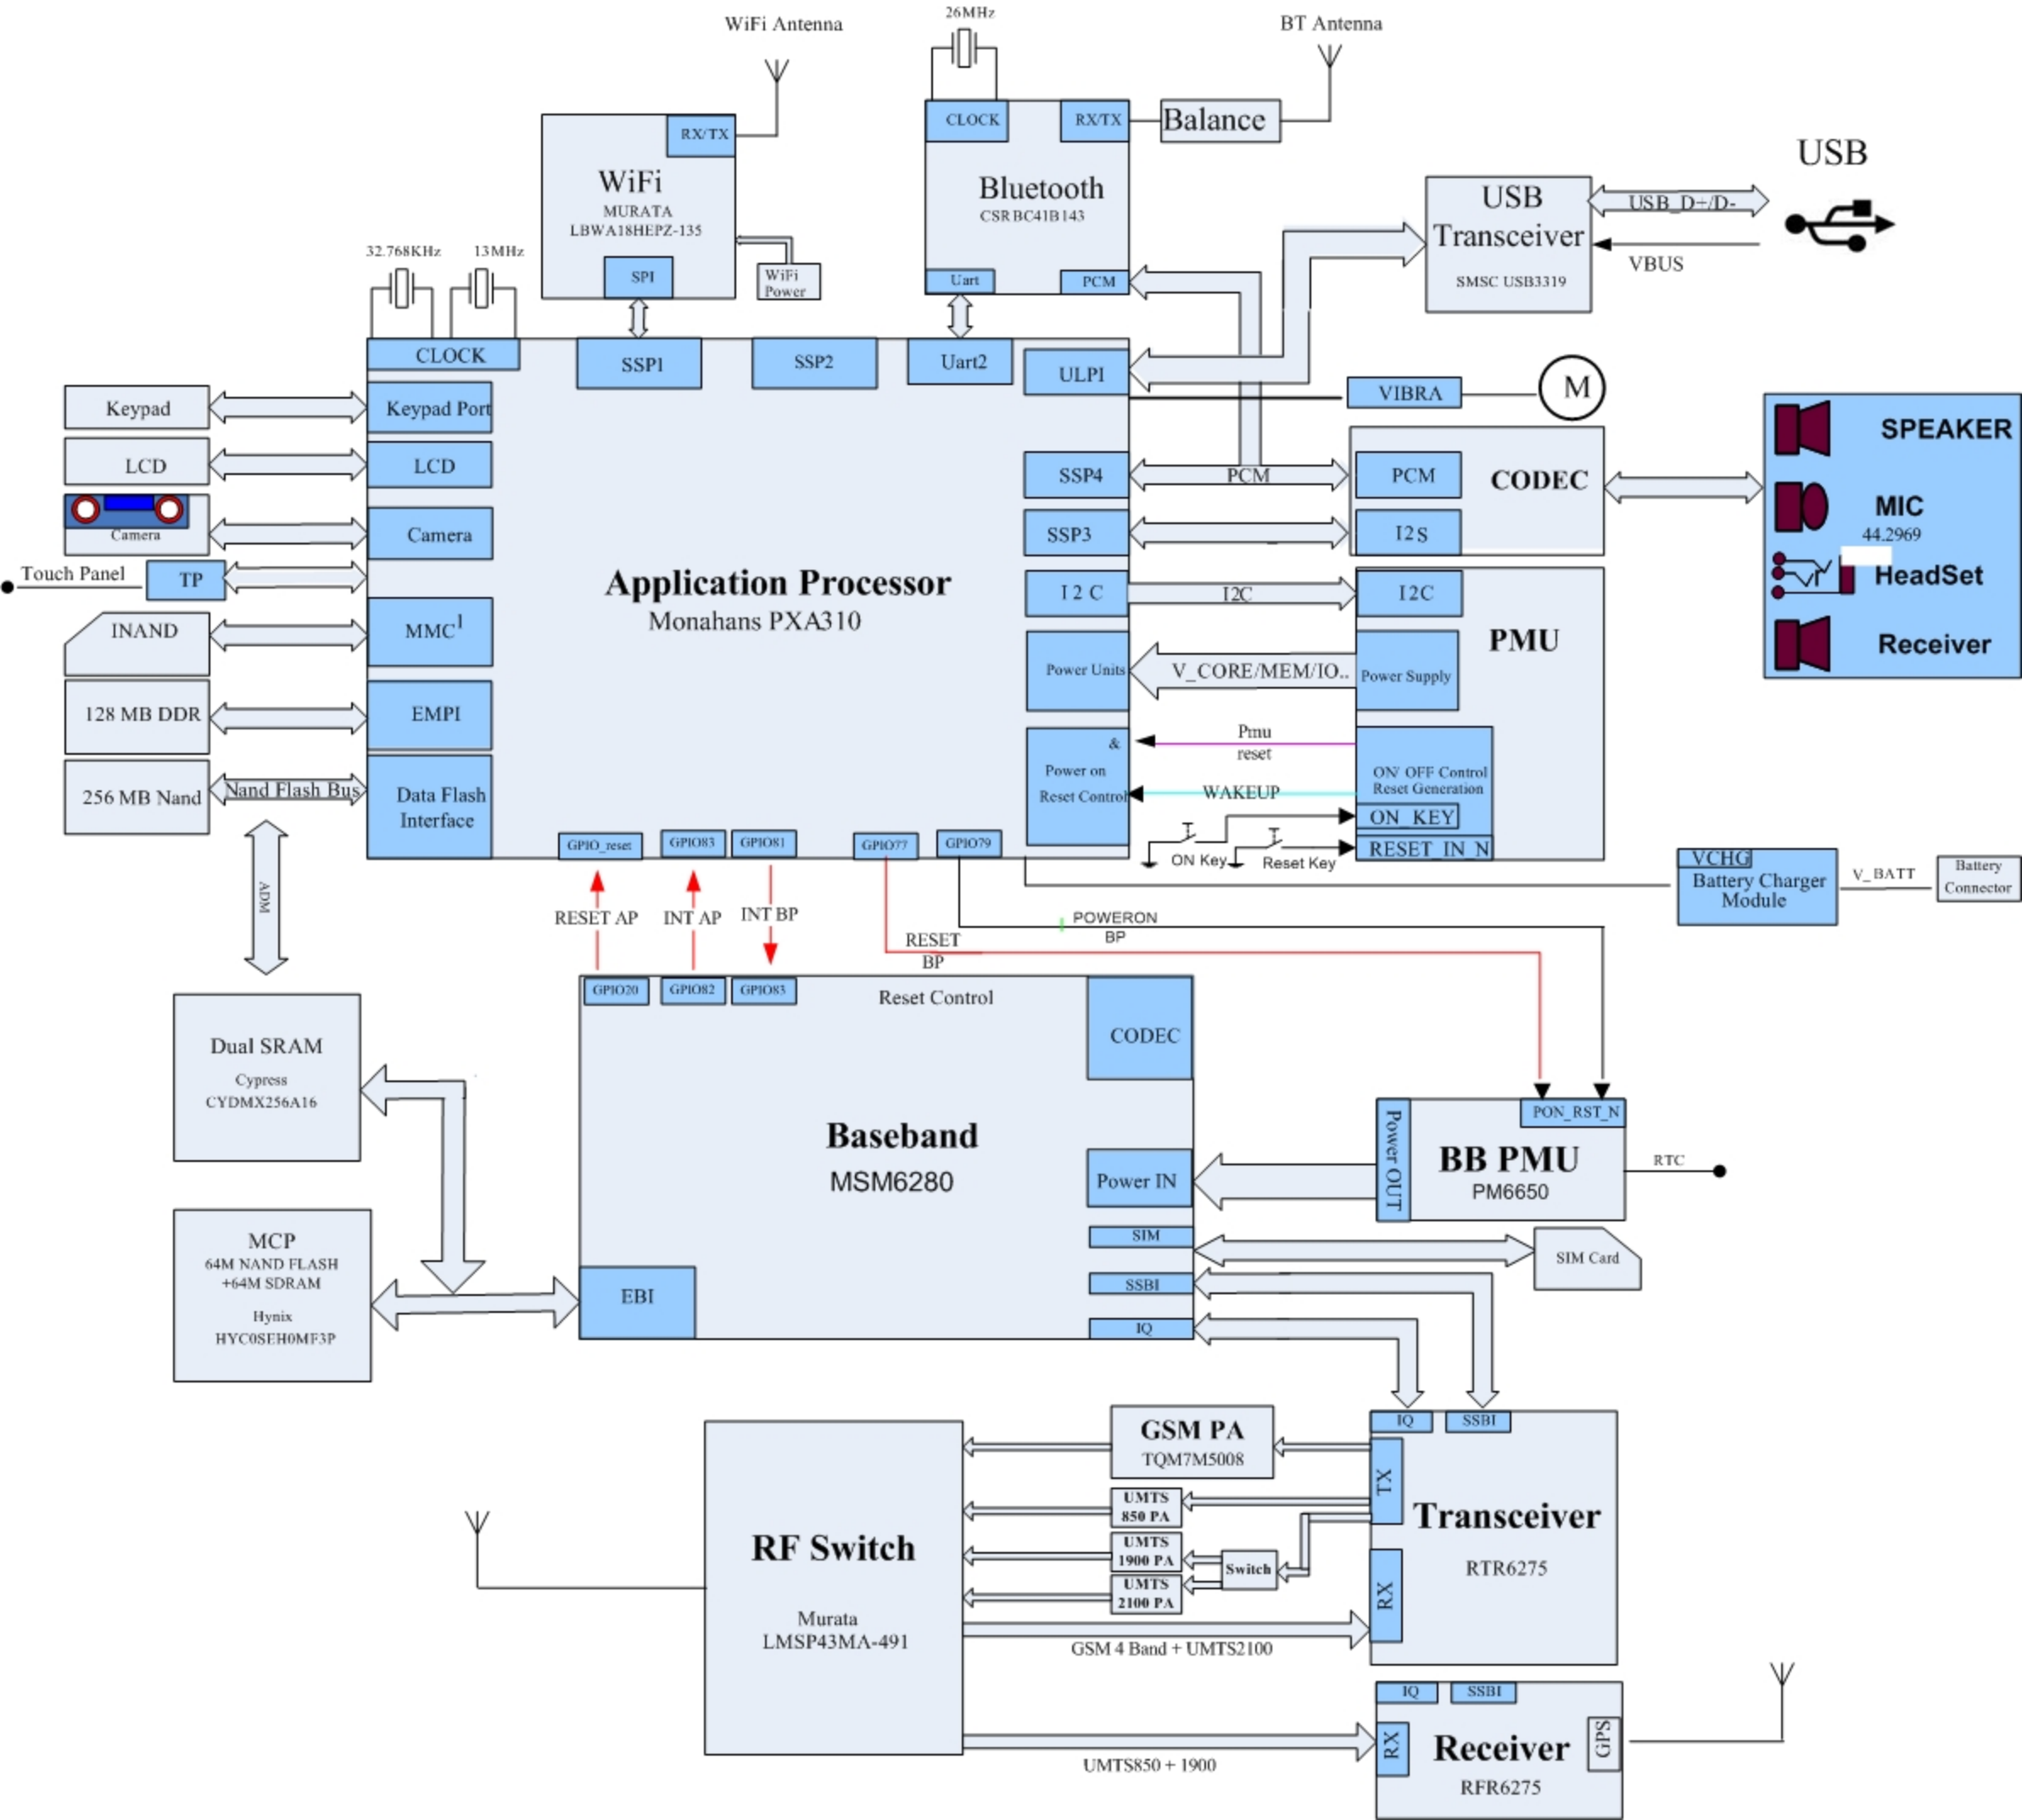 WiFi Antenna
26MHz
BT Antenna
CLOCK
RX/TX
Balance
RX/TX
WiFi
MURATA
LBWA18HEPZ-135
SPI
WiFi
Power
Bluetooth
CSRBC41B143
Uart
PCM
USB
USB
Transceiver
SMSC USB3319
USB_D+/D-
VBUS
32.768KHz
13MHz
CLOCK
SSP1
SSP2
Uart2
ULPI
VIBRA
M
Keypad
Keypad Port
LCD
LCD
Camera
Camera
Touch Panel
TP
INAND
MMC1
128 MB DDR
EMPI
256 MB Nand
Nand Flash Bus
Data Flash
Interface
Application Processor
Monahans PXA310
SSP4
PCM
PCM
CODEC
SSP3
I2S
I2C
I2C
I2C
PMU
Power Units
V_CORE/MEM/IO..
Power Supply
&
Power on
Reset Control
Pmu
reset
WAKEUP
ON/ OFF Control
Reset Generation
ON_KEY
RESET_IN_N
ON Key
Reset Key
SPEAKER
MIC
44.2969
HeadSet
Receiver
GPIO_reset
GPIO83
GPIO81
GPIO77
GPIO79
VCHG
Battery Charger
Module
V_BATT
Battery
Connector
ADM
RESET AP
INT AP
INT BP
RESET
BP
POWERON
BP
GPIO20
GPIO82
GPIO83
Reset Control
CODEC
Dual SRAM
Cypress
CYDMX256A16
Baseband
MSM6280
Power IN
Power OUT
PON_RST_N
BB PMU
PM6650
RTC
SIM
SIM Card
SSBI
IQ
EBI
MCP
64M NAND FLASH
+64M SDRAM
Hynix
HYC0SEH0MF3P
GSM PA
TQM7M5008
UMTS
850 PA
UMTS
1900 PA
UMTS
2100 PA
Switch
IQ
SSBI
TX
RX
Transceiver
RTR6275
RF Switch
Murata
LMSP43MA-491
GSM 4 Band + UMTS2100
UMTS850 + 1900
IQ
SSBI
RX
Receiver
RFR6275
GPS